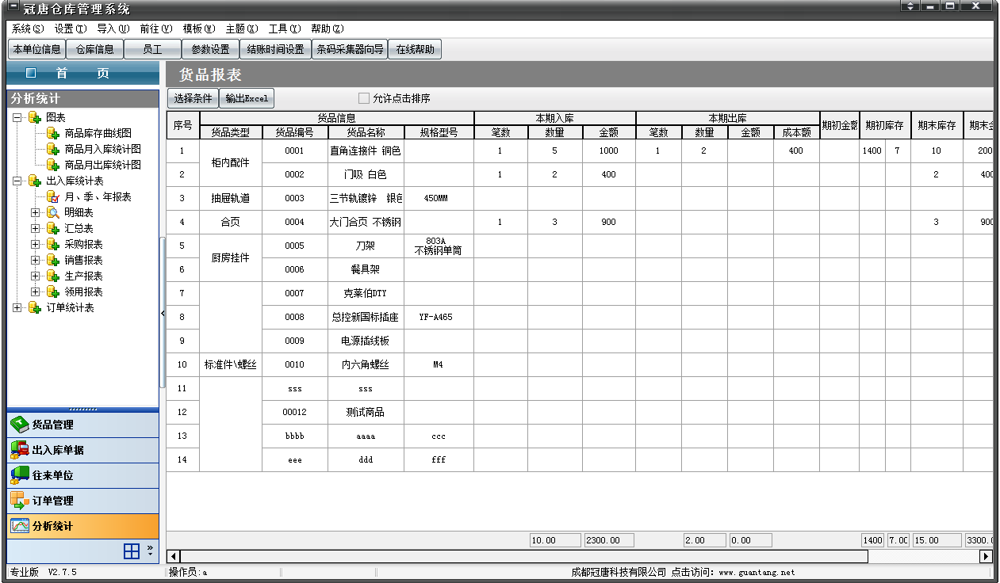 冠唐仓库管理系统
系统(S) 设置(T) 导入(U) 前往(V) 模板(W) 主题(X) 工具(Y) 帮助(Z)
本单位信息 仓库信息 员工 参数设置 结账时间设置 条码采集器向导 在线帮助
首 页
货品报表
分析统计
选择条件 输出Excel 允许点击排序
图表
商品库存曲线图
商品月入库统计图
商品月出库统计图
出入库统计表
月、季、年报表
明细表
汇总表
采购报表
销售报表
生产报表
领用报表
订单统计表
序号 货品信息 本期入库 本期出库 期初金额 期初库存 期末库存 期末金
货品类型 货品编号 货品名称 规格型号 笔数 数量 金额 笔数 数量 金额 成本额
1 柜内配件 0001 直角连接件 铜色 1 5 1000 1 2 400 1400 7 10 200
2 0002 门吸 白色 1 2 400 2 400
3 抽屉轨道 0003 三节轨镀锌 银色 450MM
4 合页 0004 大门合页 不锈钢 1 3 900 3 900
5 厨房挂件 0005 刀架 803A 不锈钢单筒
6 0006 餐具架
7 0007 克莱伯DTY
8 0008 总控新国标插座 YF-A465
9 0009 电源插线板
10 标准件\螺丝 0010 内六角螺丝 M4
11 sss sss
12 00012 测试商品
13 bbbb aaaa ccc
14 eee ddd fff
10.00 2300.00 2.00 0.00 1400 7.00 15.00 3300.0
货品管理
出入库单据
往来单位
订单管理
分析统计
专业版 V2.7.5 操作员:a 成都冠唐科技有限公司 点击访问: www.guantang.net